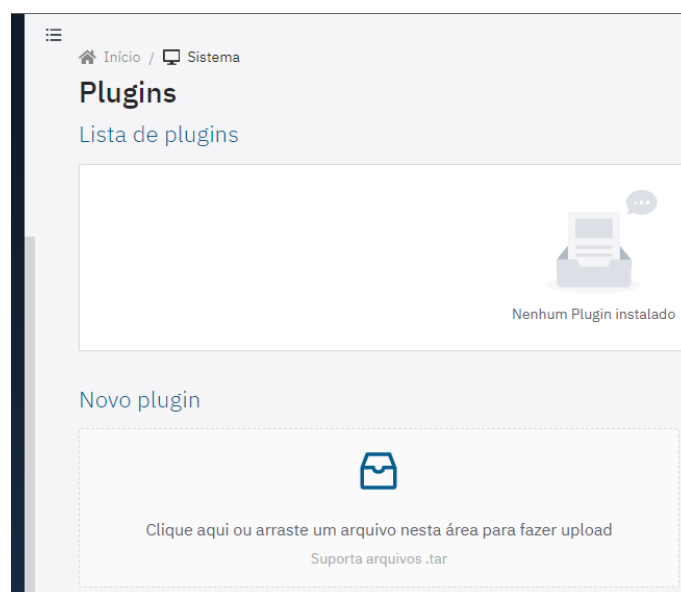 Início / Sistema
Plugins
Lista de plugins
Nenhum Plugin instalado
Novo plugin
Clique aqui ou arraste um arquivo nesta área para fazer upload
Suporta arquivos .tar